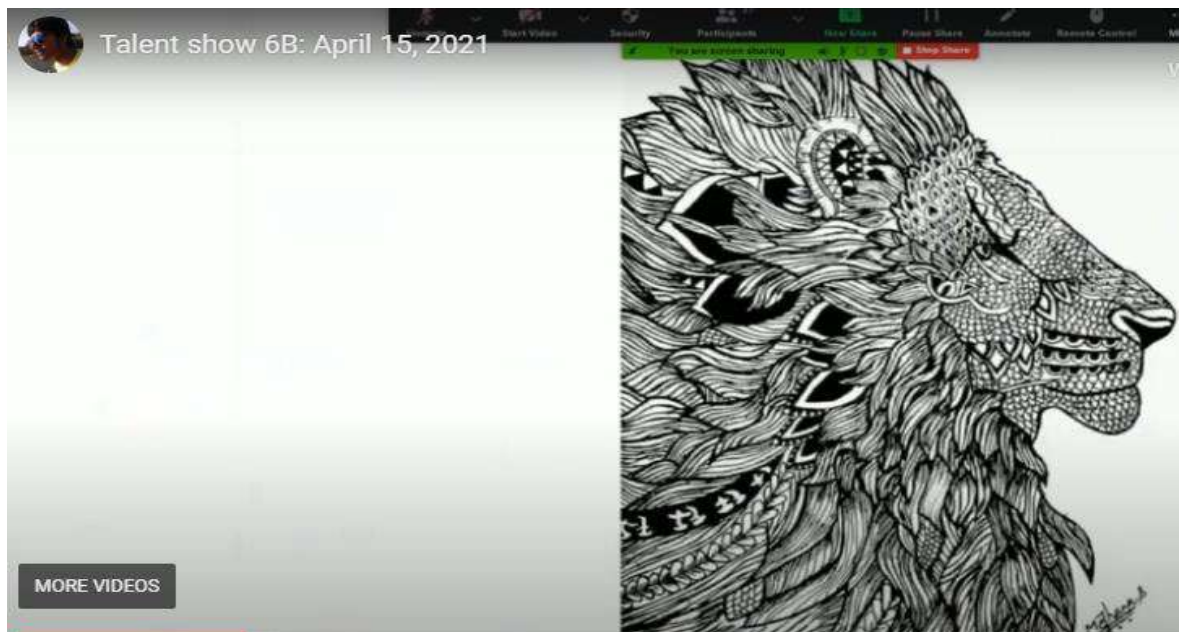 Talent show 6B: April 15, 2021
Start Video Security Participants New Share Pause Share Annotate Remote Control
You are screen sharing Stop Share
MORE VIDEOS